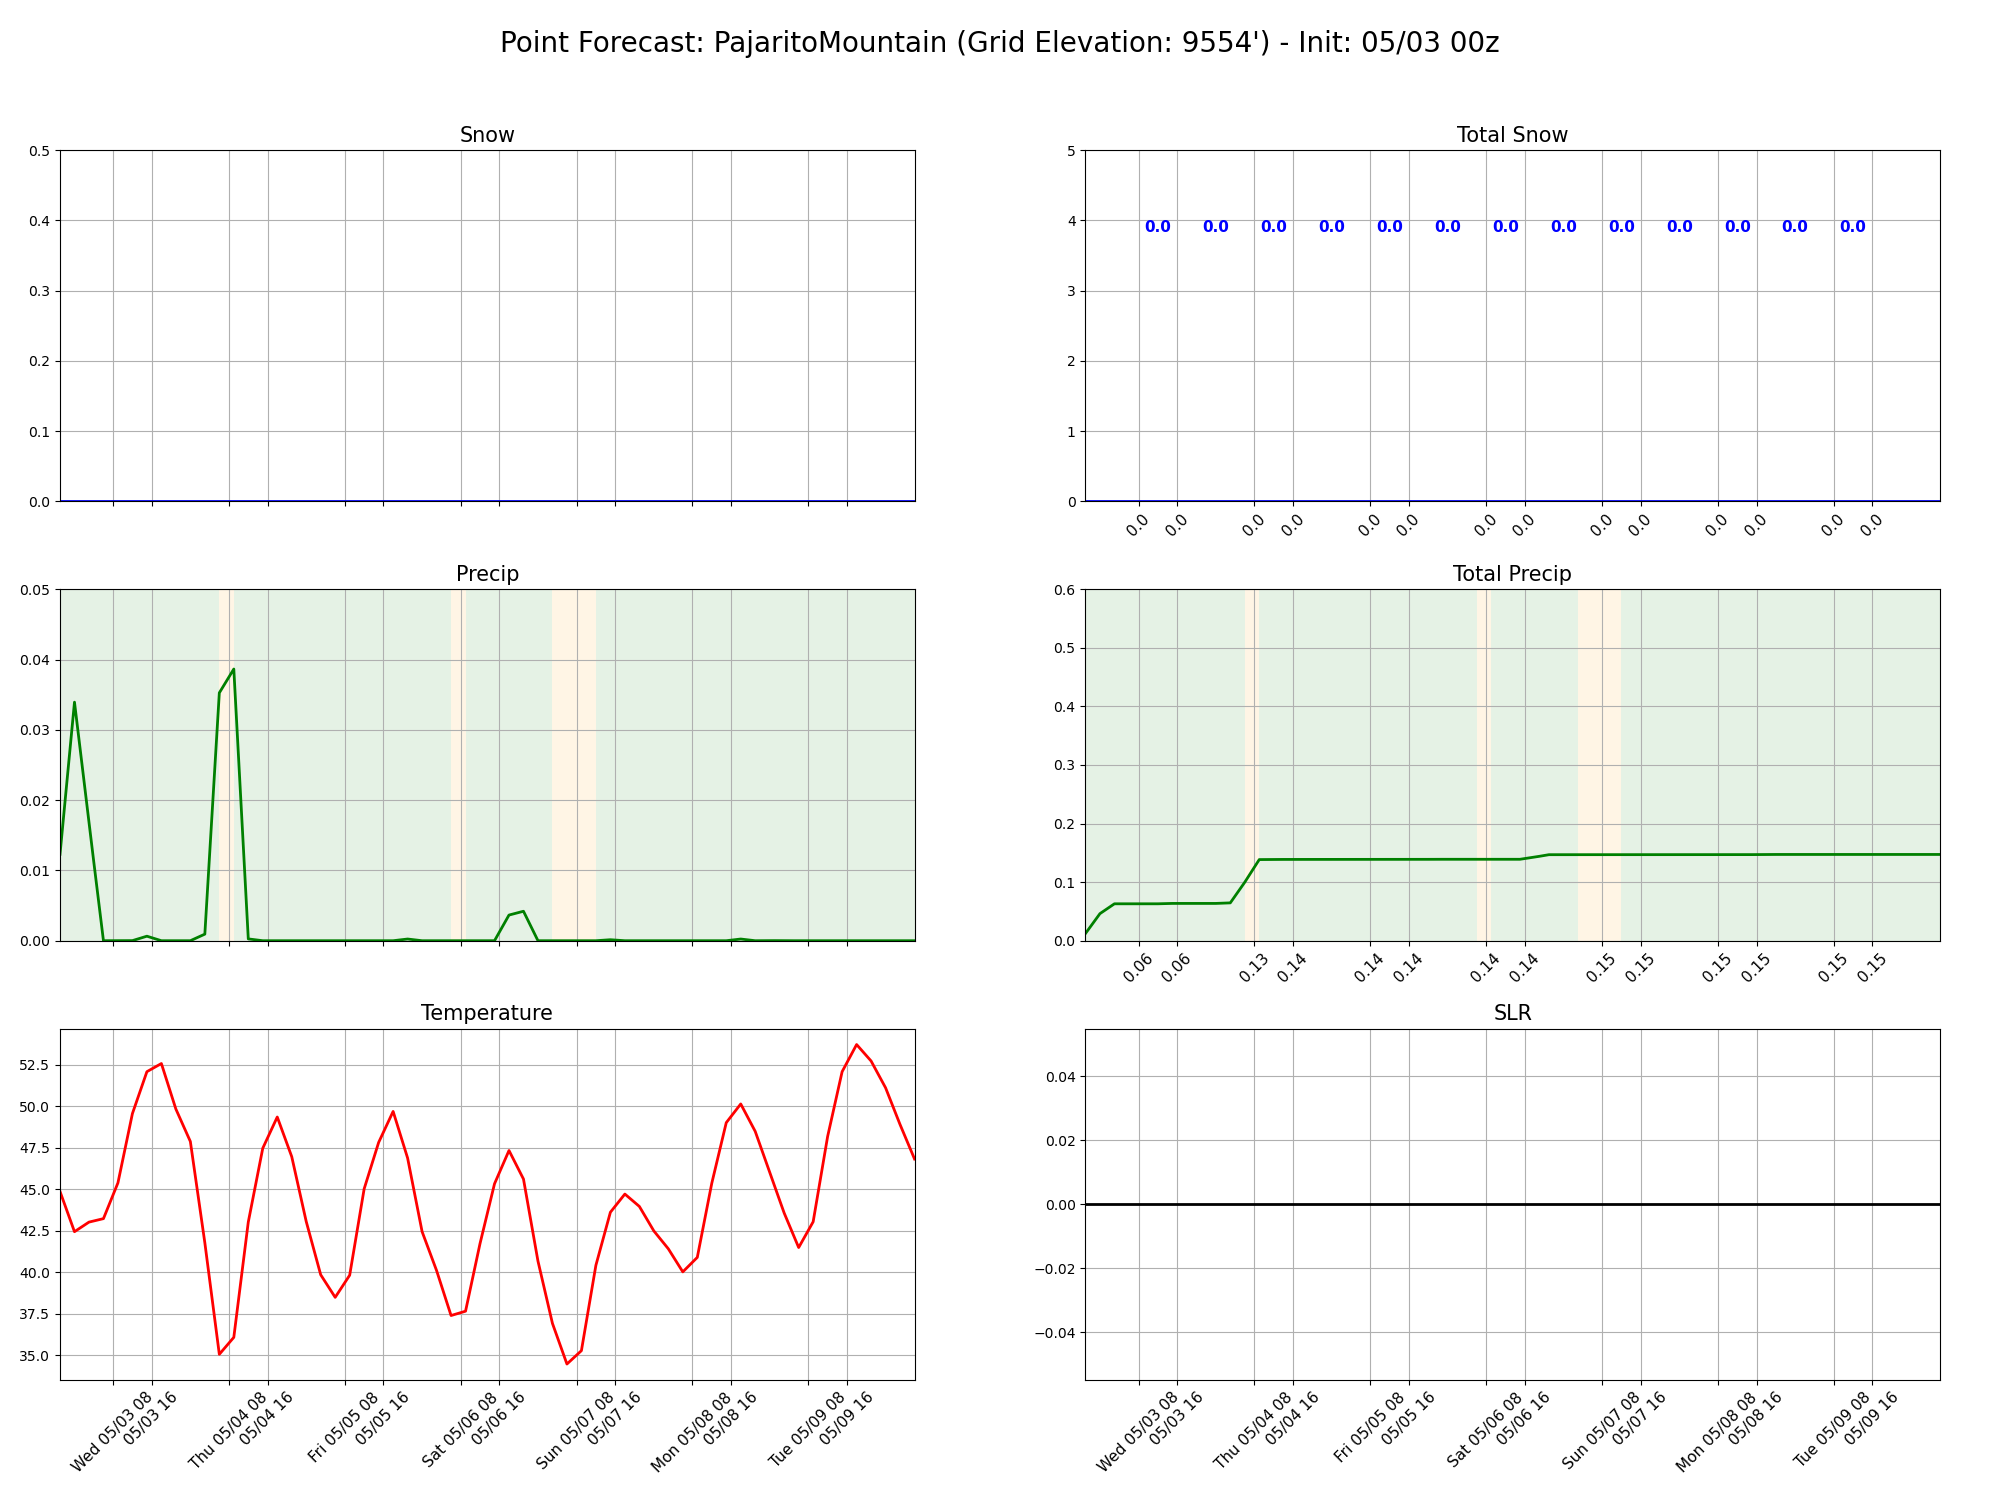 Point Forecast: PajaritoMountain (Grid Elevation: 9554') - Init: 05/03 00z
Snow
0.5
0.4
0.3
0.2
0.1
0.0
Total Snow
5
4
3
2
1
0
0.0 0.0 0.0 0.0 0.0 0.0 0.0 0.0 0.0 0.0 0.0 0.0 0.0
0.0 0.0 0.0 0.0 0.0 0.0 0.0 0.0 0.0 0.0 0.0 0.0 0.0 0.0
Precip
0.05
0.04
0.03
0.02
0.01
0.00
Total Precip
0.6
0.5
0.4
0.3
0.2
0.1
0.0
0.06 0.06 0.13 0.14 0.14 0.14 0.14 0.14 0.15 0.15 0.15 0.15 0.15 0.15
Temperature
52.5
50.0
47.5
45.0
42.5
40.0
37.5
35.0
Wed 05/03 08
05/03 16
Thu 05/04 08
05/04 16
Fri 05/05 08
05/05 16
Sat 05/06 08
05/06 16
Sun 05/07 08
05/07 16
Mon 05/08 08
05/08 16
Tue 05/09 08
05/09 16
SLR
0.04
0.02
0.00
−0.02
−0.04
Wed 05/03 08
05/03 16
Thu 05/04 08
05/04 16
Fri 05/05 08
05/05 16
Sat 05/06 08
05/06 16
Sun 05/07 08
05/07 16
Mon 05/08 08
05/08 16
Tue 05/09 08
05/09 16